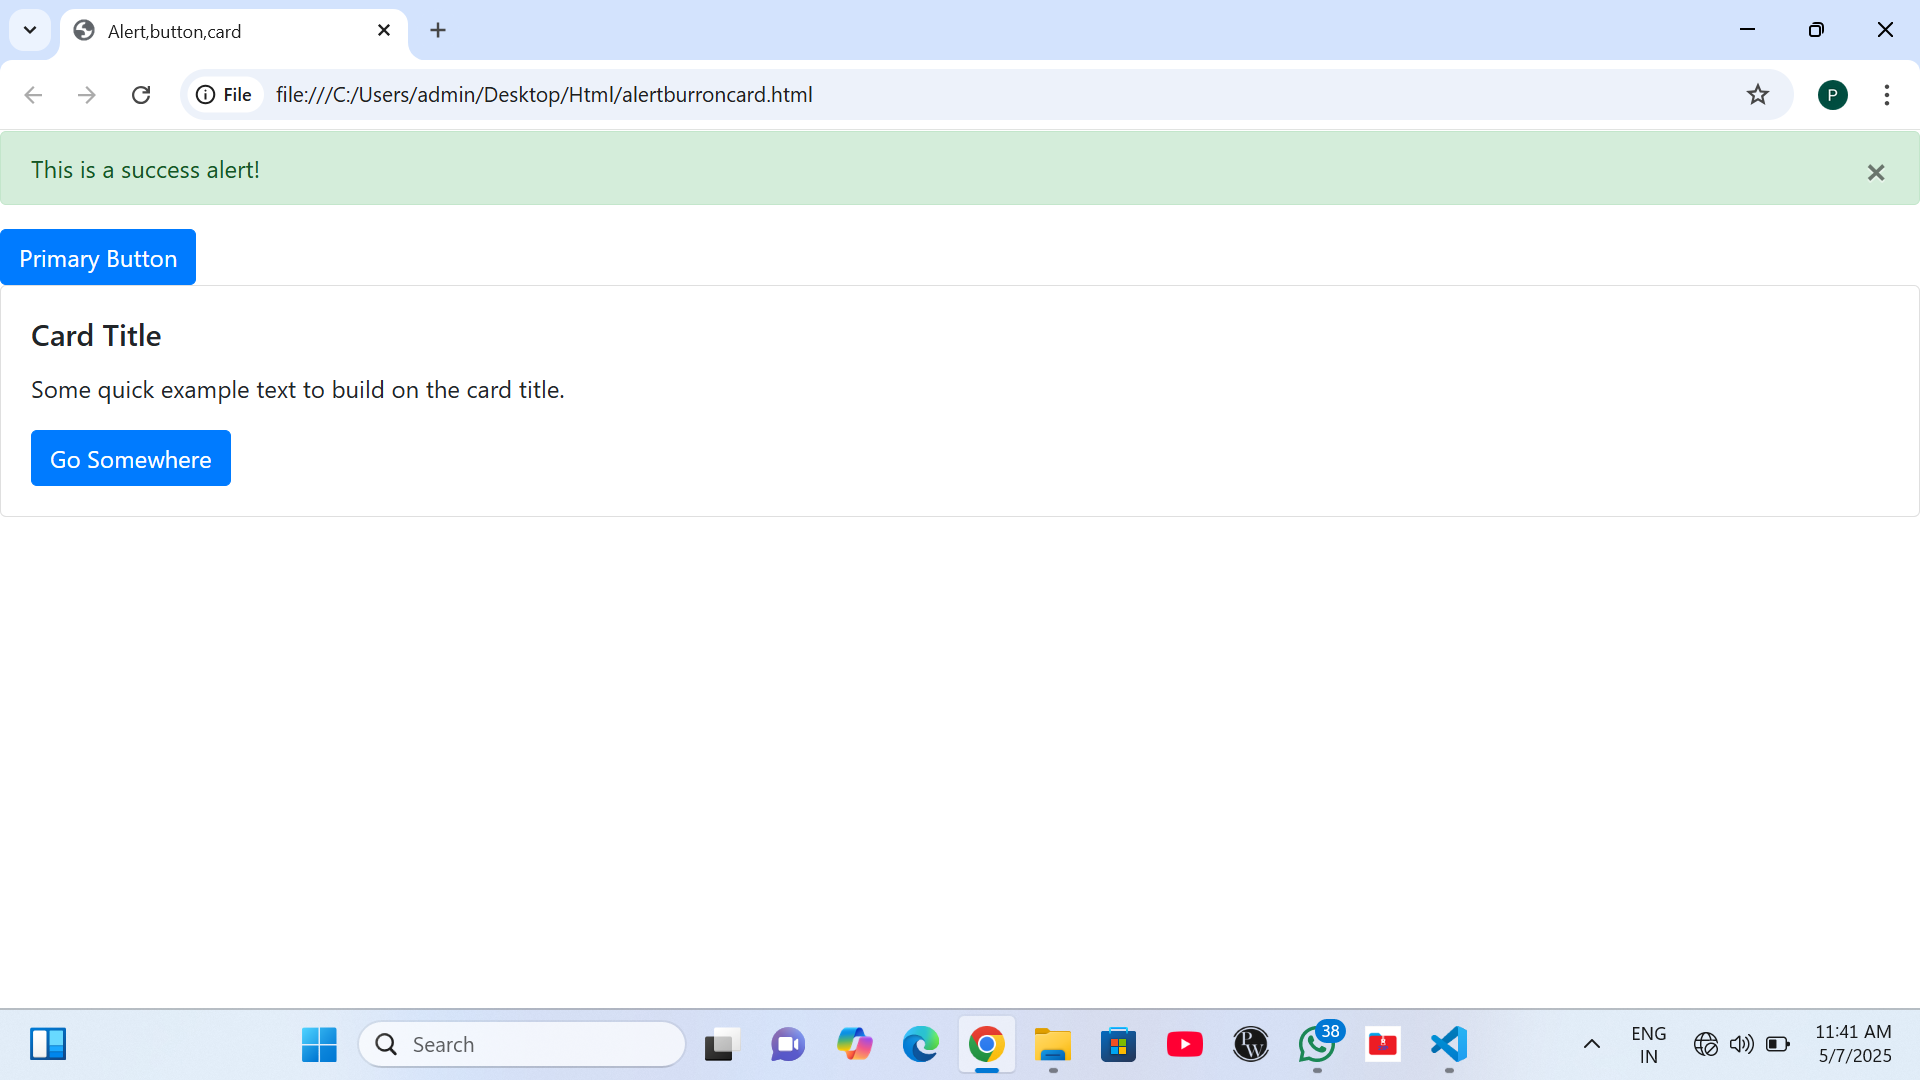 Alert,button,card
File file:///C:/Users/admin/Desktop/Html/alertburroncard.html
P
This is a success alert!
×
Primary Button
Card Title
Some quick example text to build on the card title.
Go Somewhere
Search
PW
38
ENG
IN
11:41 AM
5/7/2025